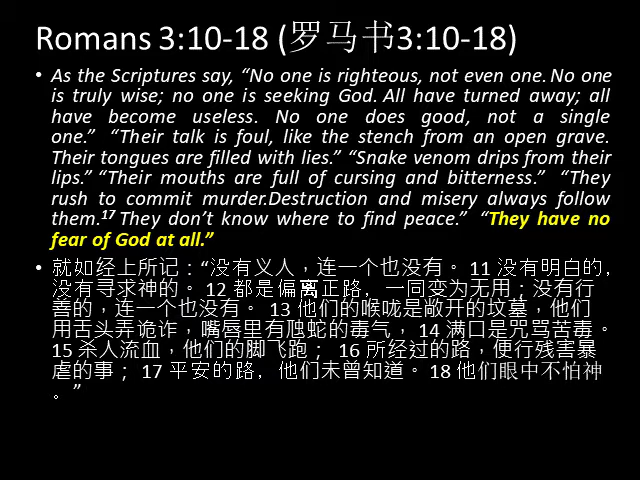 Romans 3:10-18 (罗马书3:10-18)
• As the Scriptures say, “No one is righteous, not even one. No one
is truly wise; no one is seeking God. All have turned away; all
have become useless. No one does good, not a single
one.” “Their talk is foul, like the stench from an open grave.
Their tongues are filled with lies.” “Snake venom drips from their
lips.” “Their mouths are full of cursing and bitterness.” “They
rush to commit murder.Destruction and misery always follow
them.17 They don’t know where to find peace.” “They have no
fear of God at all.”
• 就如经上所记：“没有义人，连一个也没有。 11 没有明白的，
没有寻求神的。 12 都是偏离正路，一同变为无用；没有行
善的，连一个也没有。 13 他们的喉咙是敞开的坟墓，他们
用舌头弄诡诈，嘴唇里有虺蛇的毒气， 14 满口是咒骂苦毒。
15 杀人流血，他们的脚飞跑； 16 所经过的路，便行残害暴
虐的事； 17 平安的路，他们未曾知道。 18 他们眼中不怕神
。”